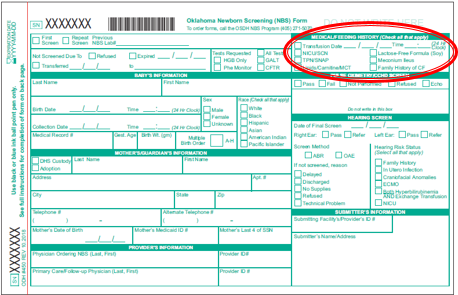 SN XXXXXXX
Oklahoma Newborn Screening (NBS) Form
To order forms, call the OSDH NBS Program (405) 271-
First Screen Repeat Screen Previous NBS Lab#
Screening Not Due To Refused Expired
Transferred to
Tests Requested All Tests
HGB Only GALT
Phe Monitor CFTR
MEDICAL/FEEDING HISTORY (Check all that apply)
Transfusion Date Time (24 Hr Clock)
NICU/SCN Lactose-Free Formula (Soy)
TPN/SNAP Meconium Ileus
Family History of CF
Pass Fail Not Performed Refused Echo
Do not write in this box
BABY'S INFORMATION
Last Name First Name
Birth Date Time (24 Hr Clock)
Collection Date Time (24 Hr Clock)
Sex
Male
Female
Unknown
Race (Check all that apply)
White
Black
Hispanic
Asian
American Indian
Pacific Islander
Medical Record # Gest. Age Birth Wt. (gm) Multiple Birth Order A-H
HEARING SCREEN
Date of Final Screen Time
Right Ear: Pass Refer Left Ear: Pass Refer
Screen Method
ABR OAE
If not screened, reason
Delayed
Discharged
No Supplies
Refused
Technical Problem
Hearing Risk Status
(Select all that apply)
Family History
In Utero Infection
Craniofacial Anomalies
ECMO
Both Hyperbilirubinemia AND Exchange Transfusion
NICU
MOTHER'S/GUARDIAN'S INFORMATION
DHS Custody
Adoption
Last Name First Name
Address Apt. #
City State Zip
Telephone # Alternate Telephone #
Mother's Date of Birth Mother's Medicaid ID # Mother's Last 4 of SSN
SUBMITTER'S INFORMATION
Submitting Facility/Provider's ID #
Submitter's Name/Address
PROVIDER'S INFORMATION
Physician Ordering NBS (Last, First) Provider ID#
Primary Care/Follow-up Physician (Last, First) Provider ID#
Use black or blue ink ball point pen only.
See full instructions for completion of form on back page.
SN XXXXXXX